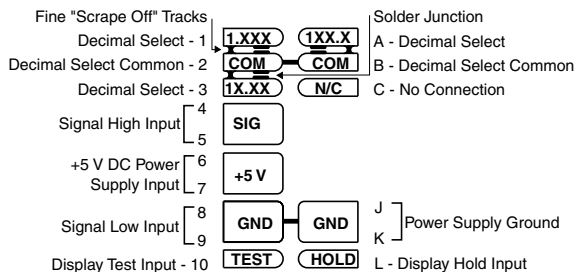 Fine "Scrape Off" Tracks
Solder Junction
Decimal Select - 1
1.XXX
1XX.X
A - Decimal Select
Decimal Select Common - 2
COM
COM
B - Decimal Select Common
Decimal Select - 3
1X.XX
N/C
C - No Connection
4
Signal High Input
SIG
5
6
+5 V DC Power
Supply Input
+5 V
7
8
J
Signal Low Input
GND
GND
Power Supply Ground
9
K
Display Test Input - 10
TEST
HOLD
L - Display Hold Input